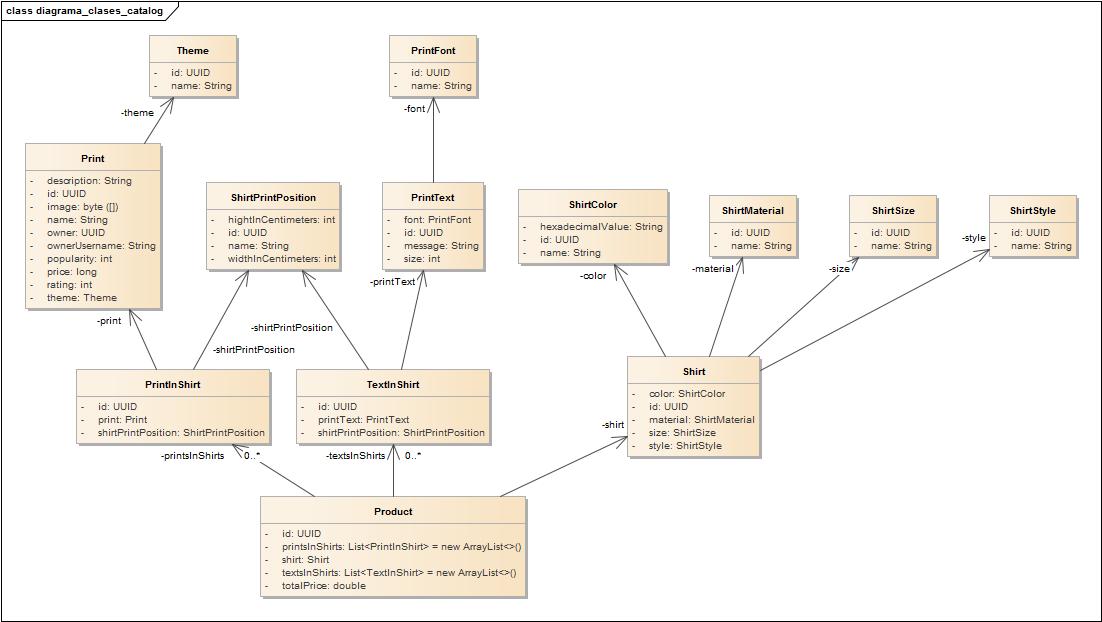 class diagrama_clases_catalog
Theme
- id: UUID
- name: String
PrintFont
- id: UUID
- name: String
-theme
-font
Print
- description: String
- id: UUID
- image: byte ([])
- name: String
- owner: UUID
- ownerUsername: String
- popularity: int
- price: long
- rating: int
- theme: Theme
ShirtPrintPosition
- hightInCentimeters: int
- id: UUID
- name: String
- widthInCentimeters: int
PrintText
- font: PrintFont
- id: UUID
- message: String
- size: int
ShirtColor
- hexadecimalValue: String
- id: UUID
- name: String
ShirtMaterial
- id: UUID
- name: String
ShirtSize
- id: UUID
- name: String
ShirtStyle
- id: UUID
- name: String
-style
-material
-size
-color
-printText
-print
-shirtPrintPosition
-shirtPrintPosition
PrintInShirt
- id: UUID
- print: Print
- shirtPrintPosition: ShirtPrintPosition
TextInShirt
- id: UUID
- printText: PrintText
- shirtPrintPosition: ShirtPrintPosition
Shirt
- color: ShirtColor
- id: UUID
- material: ShirtMaterial
- size: ShirtSize
- style: ShirtStyle
-shirt
-printsInShirts 0..*
-textsInShirts 0..*
Product
- id: UUID
- printsInShirts: List<PrintInShirt> = new ArrayList<>()
- shirt: Shirt
- textsInShirts: List<TextInShirt> = new ArrayList<>()
- totalPrice: double